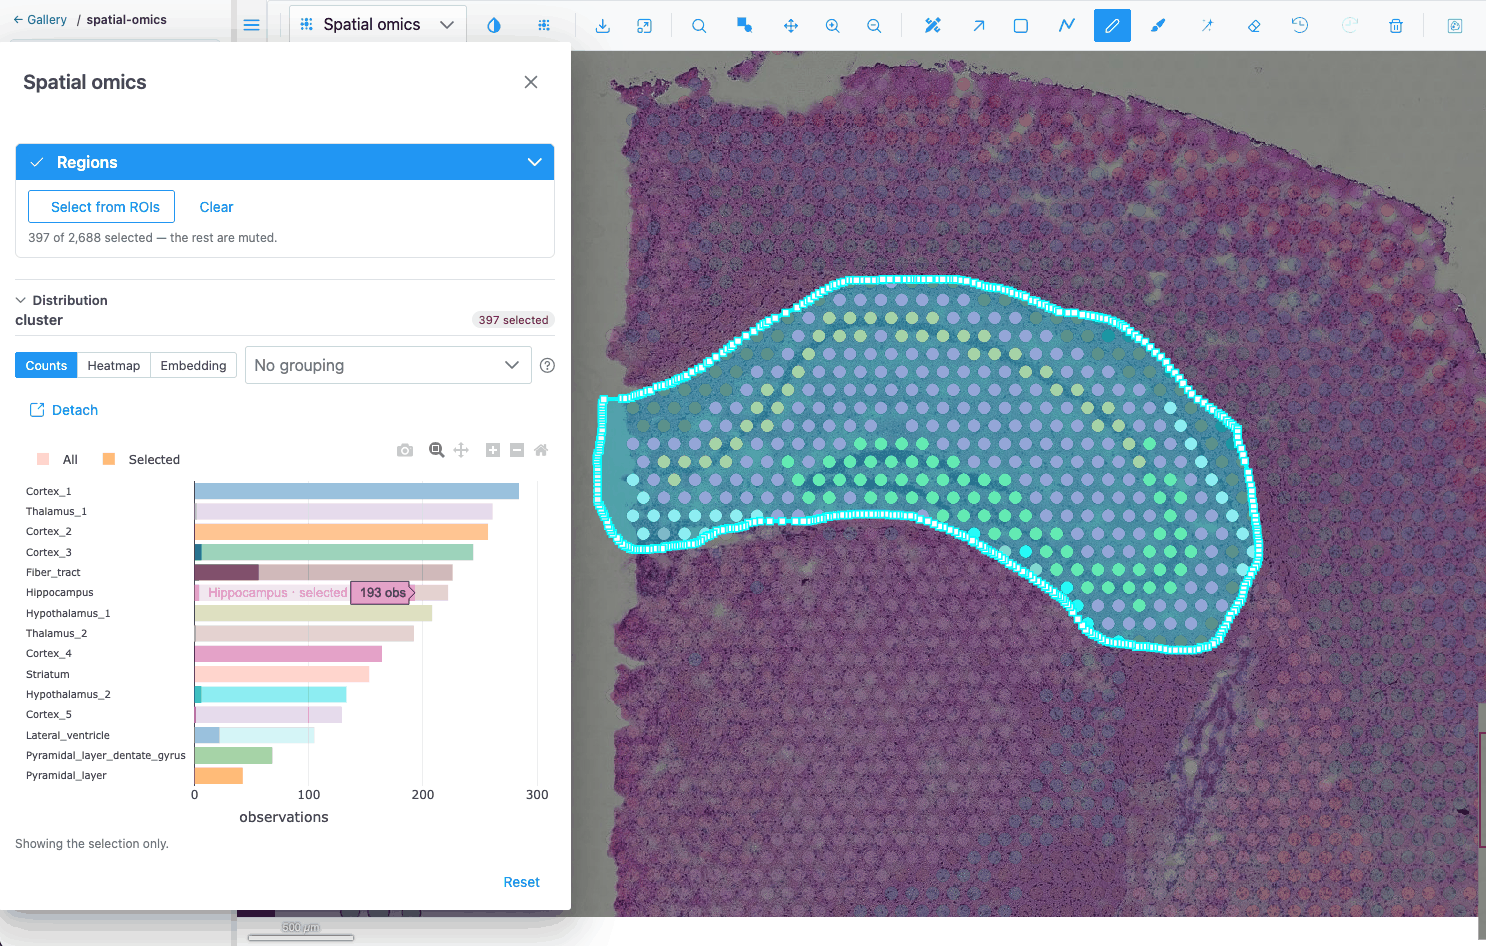 ← Gallery / spatial-omics
Spatial omics
Spatial omics
Regions
Select from ROIs
Clear
397 of 2,688 selected — the rest are muted.
Distribution
cluster
397 selected
Counts
Heatmap
Embedding
No grouping
Detach
All
Selected
Cortex_1
Thalamus_1
Cortex_2
Cortex_3
Fiber_tract
Hippocampus
Hippocampus · selected
193 obs
Hypothalamus_1
Thalamus_2
Cortex_4
Striatum
Hypothalamus_2
Cortex_5
Lateral_ventricle
Pyramidal_layer_dentate_gyrus
Pyramidal_layer
0 100 200 300
observations
Showing the selection only.
Reset
500 µm